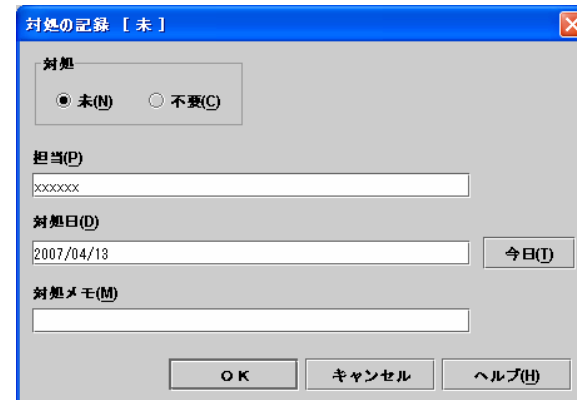 対処の記録 [ 未 ]
対処
未(N) 不要(C)
担当(P)
xxxxxx
対処日(D)
2007/04/13 今日(T)
対処メモ(M)
OK キャンセル ヘルプ(H)